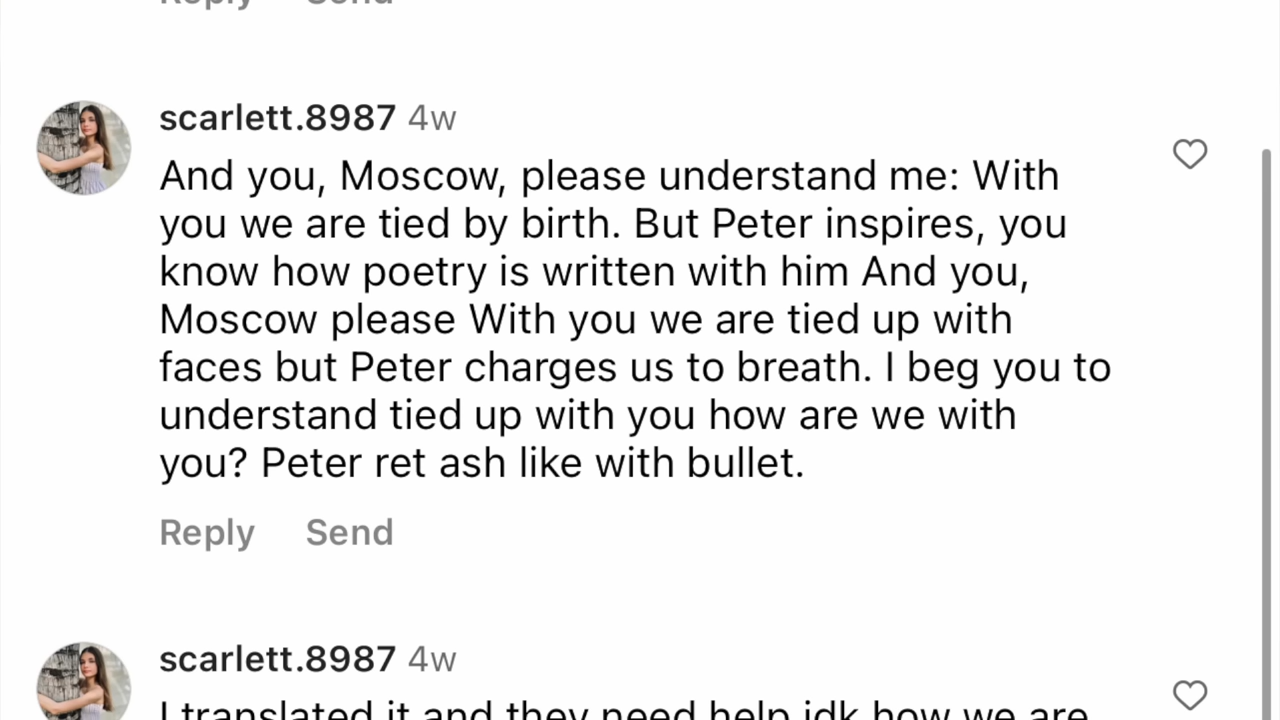 Reply Send
scarlett.8987 4w
And you, Moscow, please understand me: With
you we are tied by birth. But Peter inspires, you
know how poetry is written with him And you,
Moscow please With you we are tied up with
faces but Peter charges us to breath. I beg you to
understand tied up with you how are we with
you? Peter ret ash like with bullet.
Reply Send
scarlett.8987 4w
I translated it and they need help idk how we are